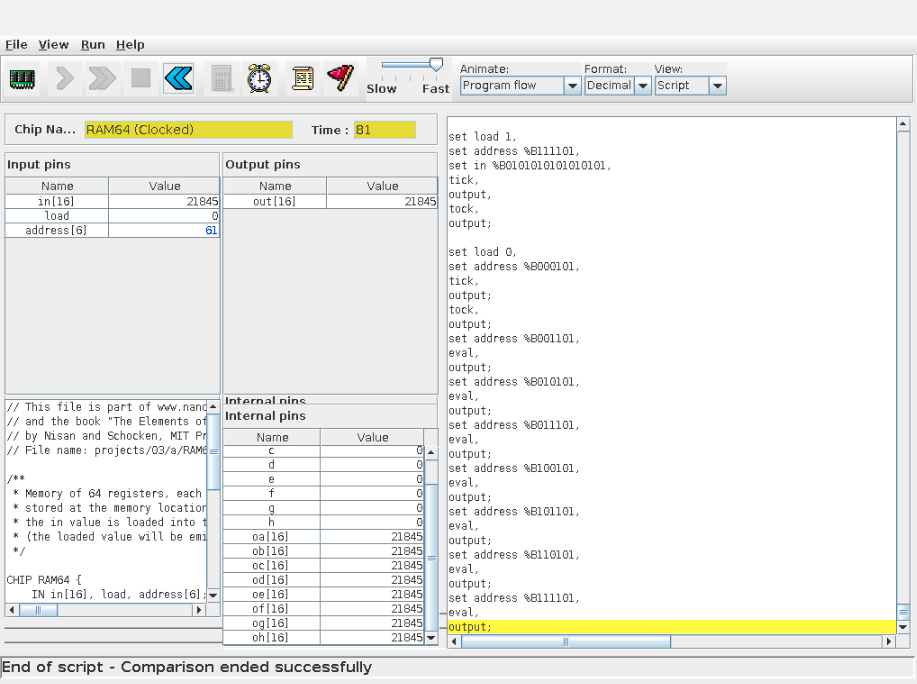 File View Run Help
Slow Fast
Animate: Format: View:
Program flow Decimal Script
Chip Na... RAM64 (Clocked) Time : 81
Input pins
Name Value
in[16] 21845
load 0
address[6] 61
Output pins
Name Value
out[16] 21845
// This file is part of www.nand
// and the book "The Elements of
// by Nisan and Schocken, MIT Pr
// File name: projects/03/a/RAM6
/**
* Memory of 64 registers, each
* stored at the memory location
* the in value is loaded into t
* (the loaded value will be emi
*/
CHIP RAM64 {
IN in[16], load, address[6];
Internal pins
Internal pins
Name Value
c 0
d 0
e 0
f 0
g 0
h 0
oa[16] 21845
ob[16] 21845
oc[16] 21845
od[16] 21845
oe[16] 21845
of[16] 21845
og[16] 21845
oh[16] 21845
set load 1,
set address %B111101,
set in %B0101010101010101,
tick,
output,
tock,
output;
set load 0,
set address %B000101,
tick,
output;
tock,
output;
set address %B001101,
eval,
output;
set address %B010101,
eval,
output;
set address %B011101,
eval,
output;
set address %B100101,
eval,
output;
set address %B101101,
eval,
output;
set address %B110101,
eval,
output;
set address %B111101,
eval,
output;
End of script - Comparison ended successfully